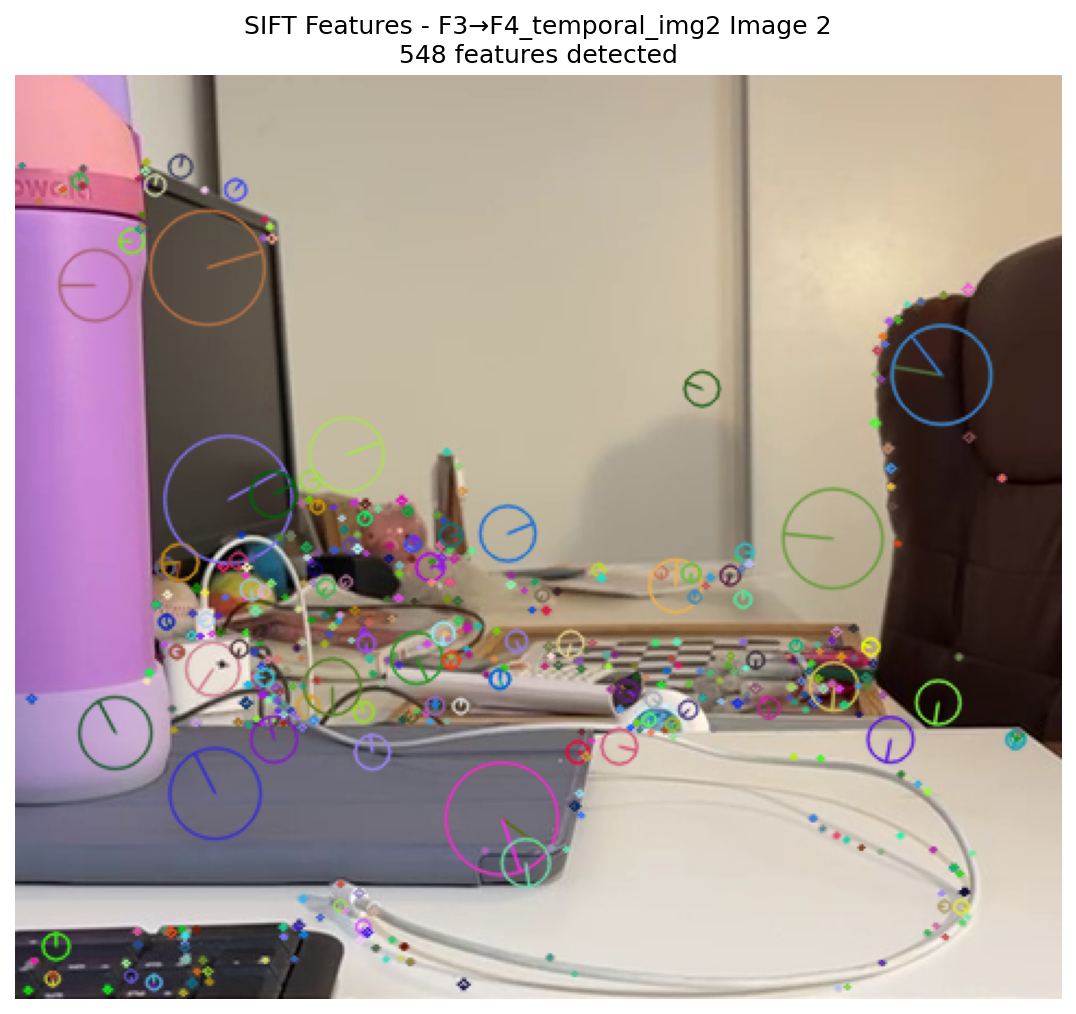 SIFT Features - F3→F4_temporal_img2 Image 2
548 features detected